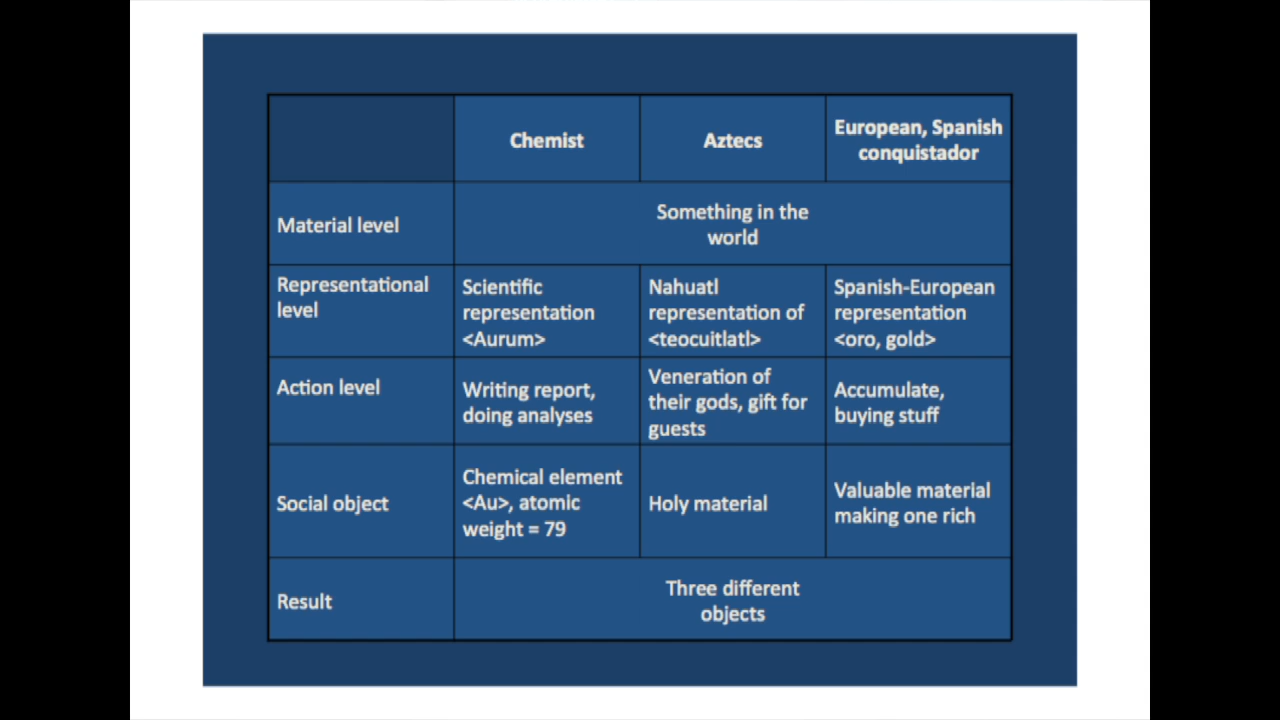 Chemist
Aztecs
European, Spanish
conquistador
Material level
Something in the
world
Representational
level
Scientific
representation
<Aurum>
Nahuatl
representation of
<teocuitlatl>
Spanish-European
representation
<oro, gold>
Action level
Writing report,
doing analyses
Veneration of
their gods, gift for
guests
Accumulate,
buying stuff
Social object
Chemical element
<Au>, atomic
weight = 79
Holy material
Valuable material
making one rich
Result
Three different
objects